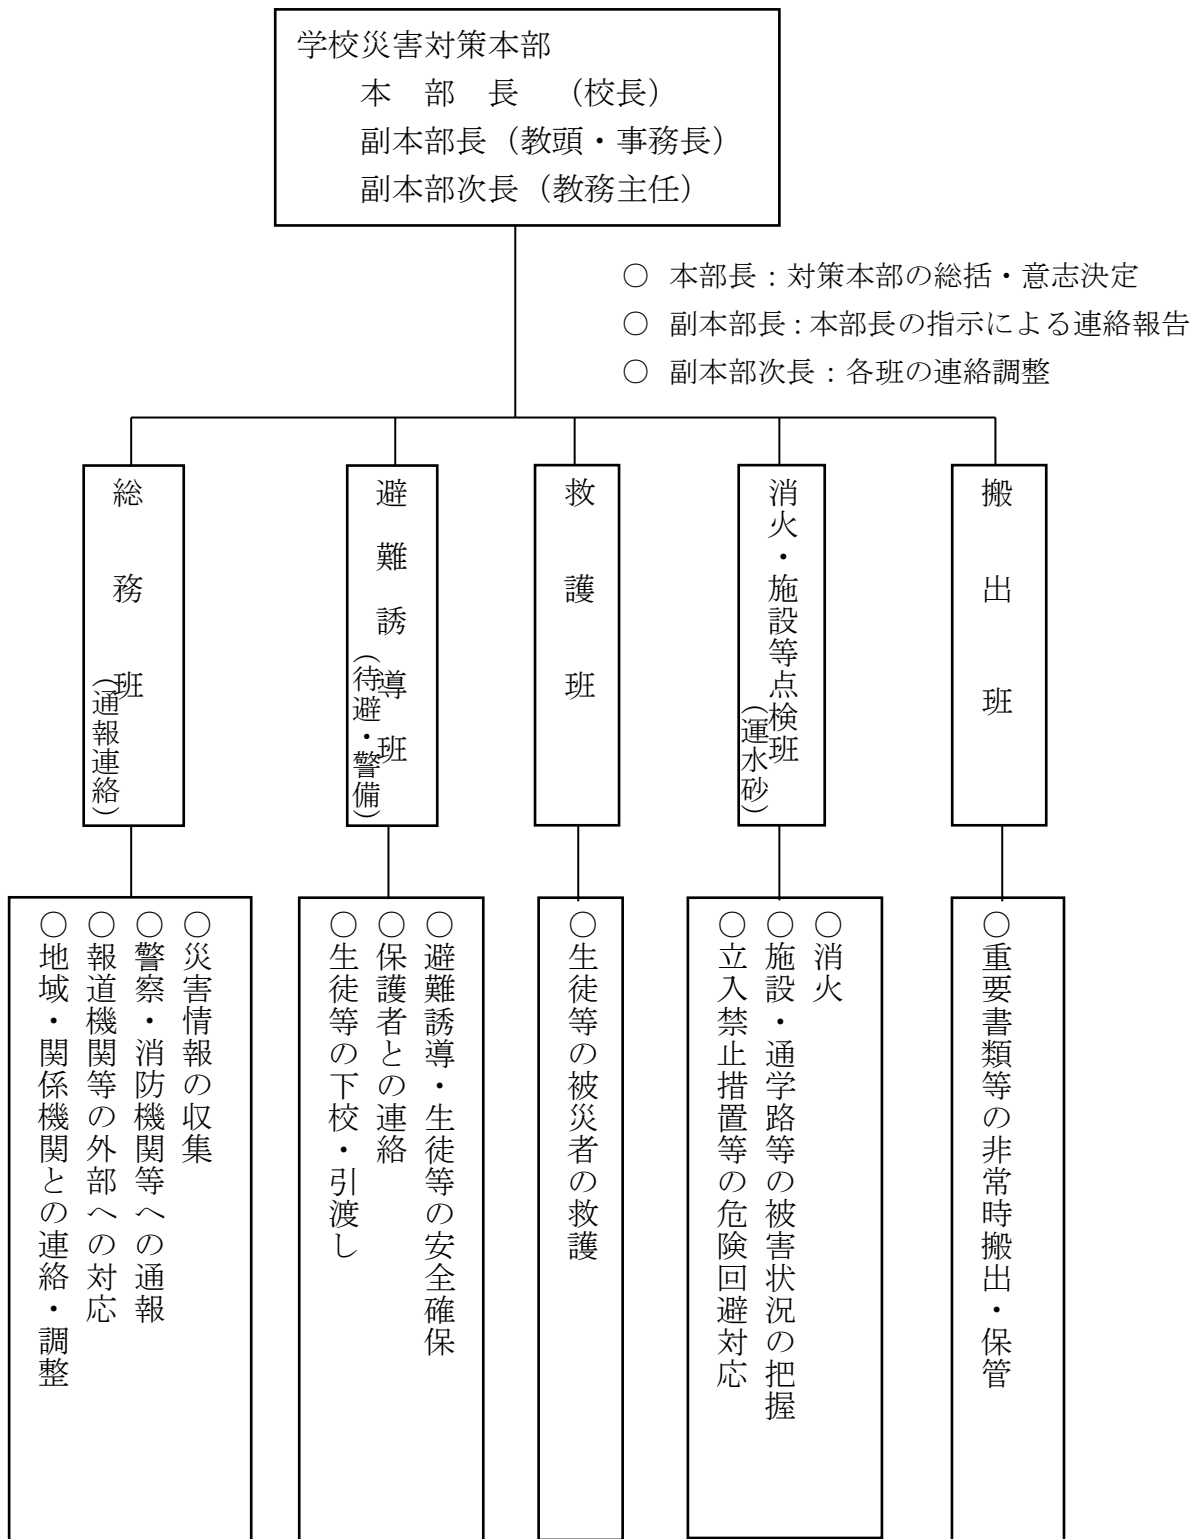 学校災害対策本部
本 部 長 （校長）
副本部長（教頭・事務長）
副本部次長（教務主任）
○ 本部長：対策本部の総括・意志決定
○ 副本部長：本部長の指示による連絡報告
○ 副本部次長：各班の連絡調整
総務班
（通報連絡）
避難誘導班
（待避・警備）
救護班
消火・施設等点検班
（運水砂）
搬出班
○災害情報の収集
○警察・消防機関等への通報
○報道機関等の外部への対応
○地域・関係機関との連絡・調整
○避難誘導・生徒等の安全確保
○保護者との連絡
○生徒等の下校・引渡し
○生徒等の被災者の救護
○消火
○施設・通学路等の被害状況の把握
○立入禁止措置等の危険回避対応
○重要書類等の非常時搬出・保管